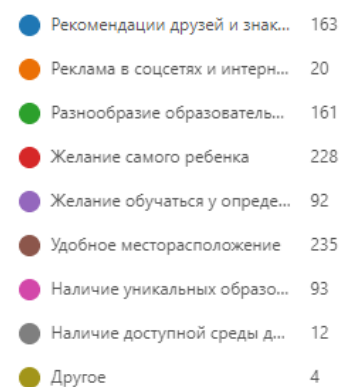 Рекомендации друзей и знак... 163
Реклама в соцсетях и интерн... 20
Разнообразие образователь... 161
Желание самого ребенка 228
Желание обучаться у опреде... 92
Удобное месторасположение 235
Наличие уникальных образо... 93
Наличие доступной среды д... 12
Другое 4